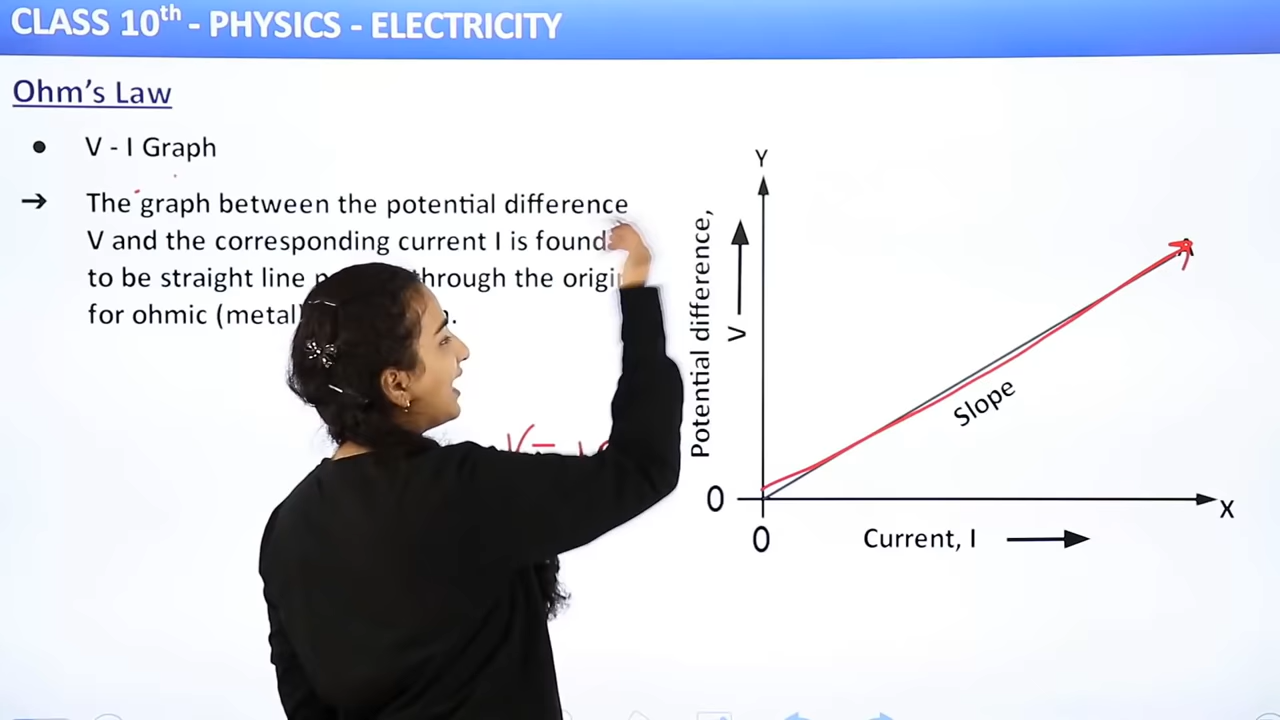 CLASS 10th - PHYSICS - ELECTRICITY
Ohm's Law
● V - I Graph
➔ The graph between the potential difference
V and the corresponding current I is found
to be straight line through the origin
for ohmic (metal)
V =
Y
Potential difference,
V
Slope
0
0
X
Current, I